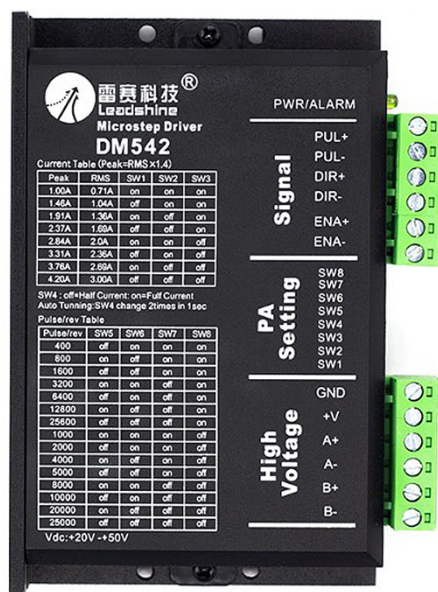 雷赛科技®
Leadshine
Microstep Driver
DM542
Current Table (Peak=RMS×1.4)
Peak RMS SW1 SW2 SW3
1.00A 0.71A on on on
1.46A 1.04A off on on
1.91A 1.36A on off on
2.37A 1.69A off off on
2.84A 2.0A on on off
3.31A 2.36A off on off
3.76A 2.69A on off off
4.20A 3.00A off off off
SW4: off=Half Current: on=Full Current
Auto Tunning:SW4 change 2times in 1sec
Pulse/rev Table
Pulse/rev SW5 SW6 SW7 SW8
400 off on on on
800 on off on on
1600 off off on on
3200 on on off on
6400 off on off on
12800 on off off on
25600 off off off on
1000 on on on off
2000 off on on off
4000 on off on off
5000 off off on off
8000 on on off off
10000 off on off off
20000 on off off off
25000 off off off off
Vdc:+20V -+50V
PWR/ALARM
Signal
PUL+
PUL-
DIR+
DIR-
ENA+
ENA-
PA
Setting
SW8
SW7
SW6
SW5
SW4
SW3
SW2
SW1
High
Voltage
GND
+V
A+
A-
B+
B-